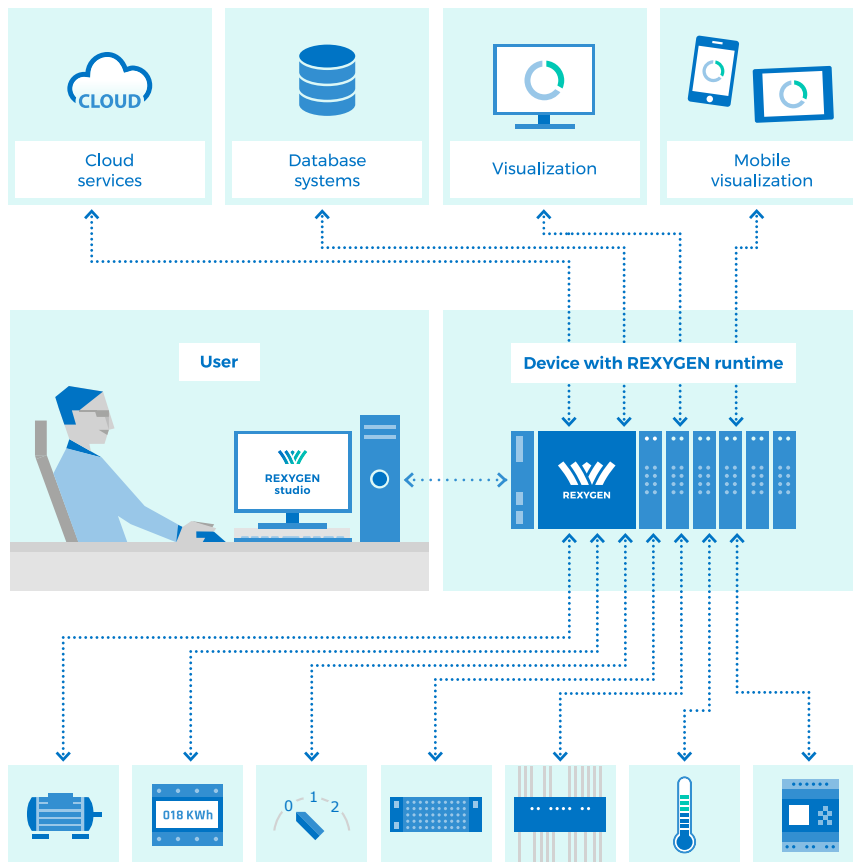 CLOUD
Cloud
services
Database
systems
Visualization
Mobile
visualization
User
Device with REXYGEN runtime
REXYGEN
studio
REXYGEN
018 KWh
0
1
2